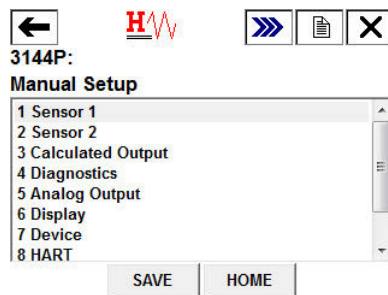 H
3144P:
Manual Setup
1 Sensor 1
2 Sensor 2
3 Calculated Output
4 Diagnostics
5 Analog Output
6 Display
7 Device
8 HART
SAVE HOME